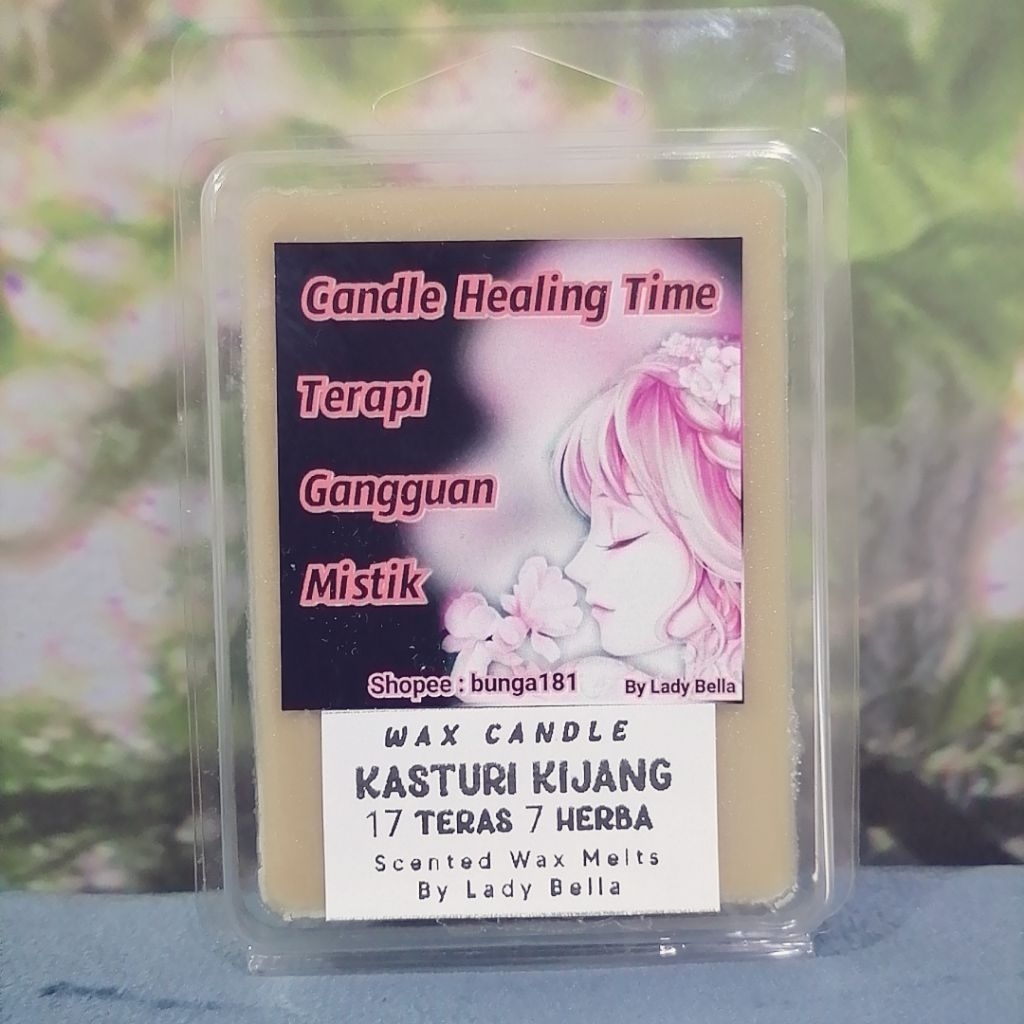 Candle Healing Time
Terapi
Gangguan
Mistik
Shopee : bunga181
By Lady Bella
WAX CANDLE
KASTURI KIJANG
17 TERAS 7 HERBA
Scented Wax Melts
By Lady Bella